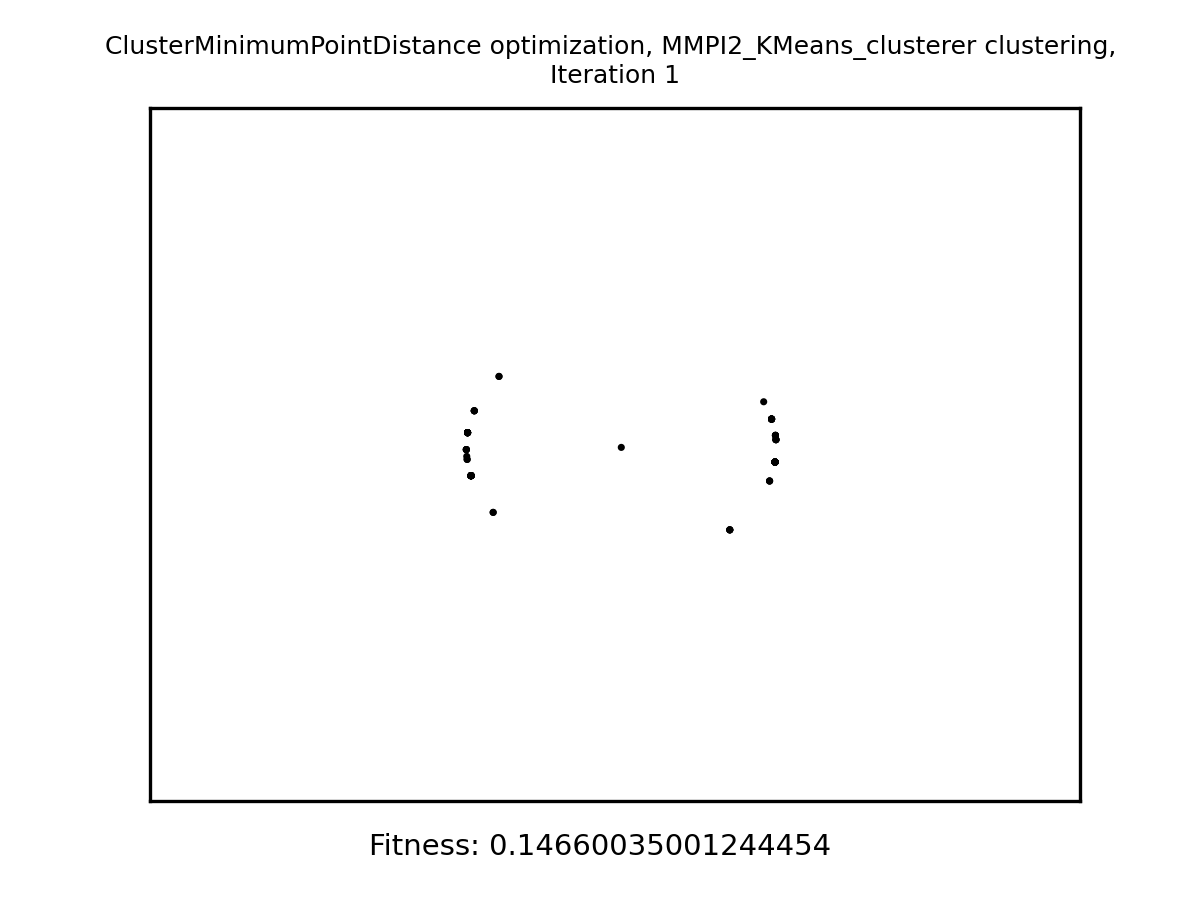 ClusterMinimumPointDistance optimization, MMPI2_KMeans_clusterer clustering,
Iteration 1
Fitness: 0.14660035001244454